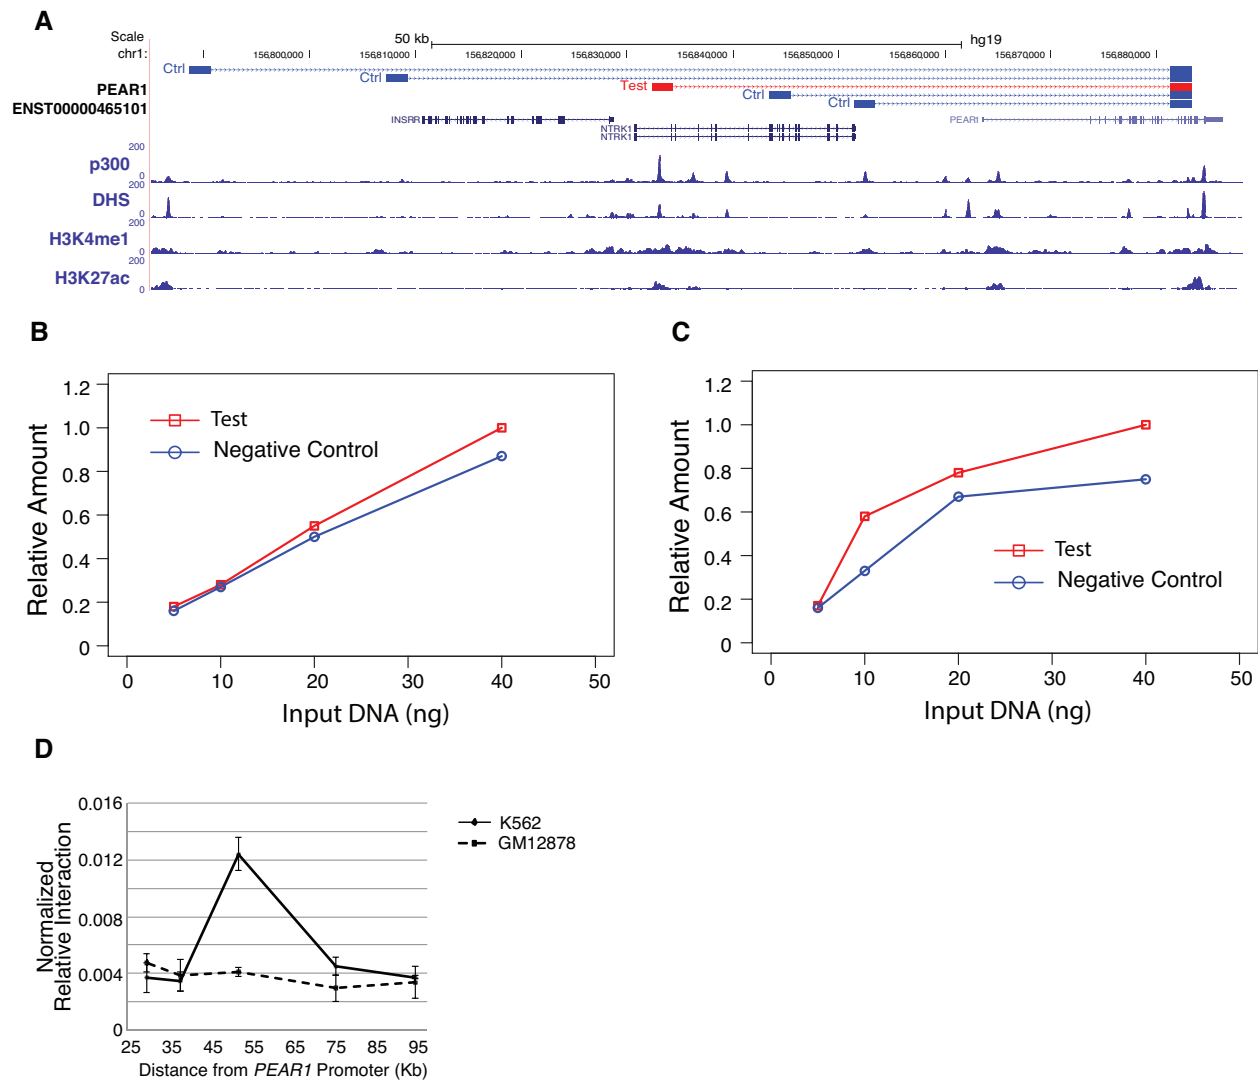 A
Scale
50 kb
hg19
chr1:
156,800,000
156,810,000
156,820,000
156,830,000
156,840,000
156,850,000
156,860,000
156,870,000
156,880,000
Ctrl
Ctrl
PEAR1
Test
Ctrl
ENST00000465101
Ctrl
INSRR
NTRK1
NTRK1
PEAR1
200
p300
0
200
DHS
0
200
H3K4me1
0
200
H3K27ac
0
B
1.2
1.0
0.8
0.6
0.4
0.2
0
Relative Amount
Test
Negative Control
0 10 20 30 40 50
Input DNA (ng)
C
1.2
1.0
0.8
0.6
0.4
0.2
0
Relative Amount
Test
Negative Control
0 10 20 30 40 50
Input DNA (ng)
D
0.016
0.012
0.008
0.004
0
Normalized
Relative Interaction
K562
GM12878
25 35 45 55 65 75 85 95
Distance from PEAR1 Promoter (Kb)